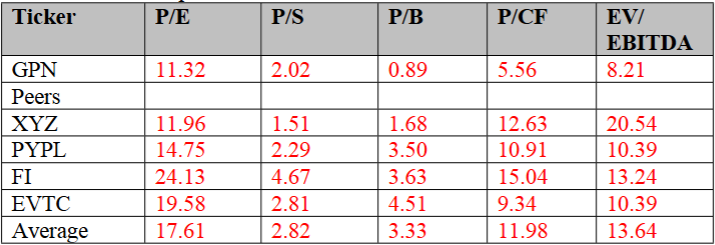 Ticker P/E P/S P/B P/CF EV/
EBITDA
GPN 11.32 2.02 0.89 5.56 8.21
Peers
XYZ 11.96 1.51 1.68 12.63 20.54
PYPL 14.75 2.29 3.50 10.91 10.39
FI 24.13 4.67 3.63 15.04 13.24
EVTC 19.58 2.81 4.51 9.34 10.39
Average 17.61 2.82 3.33 11.98 13.64